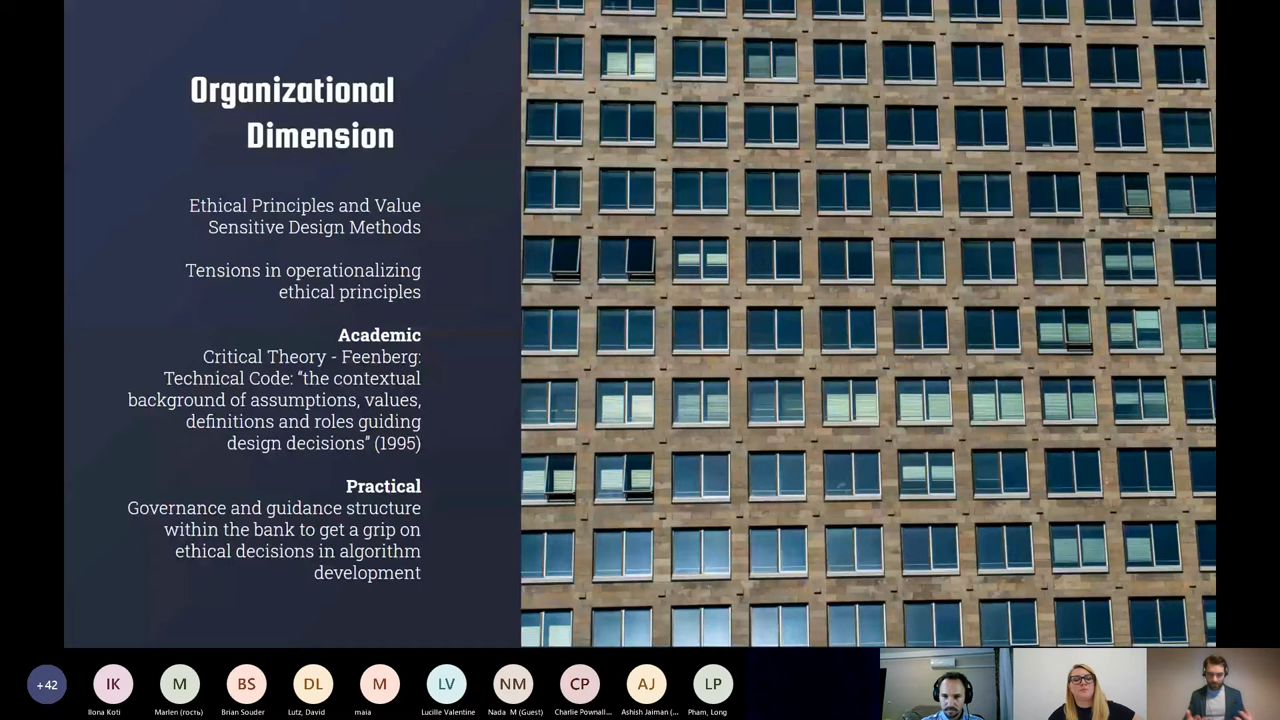 Organizational
Dimension
Ethical Principles and Value
Sensitive Design Methods
Tensions in operationalizing
ethical principles
Academic
Critical Theory - Feenberg:
Technical Code: “the contextual
background of assumptions, values,
definitions and roles guiding
design decisions” (1995)
Practical
Governance and guidance structure
within the bank to get a grip on
ethical decisions in algorithm
development
+42
IK
M
BS
DL
M
LV
NM
CP
AJ
LP
Ilona Koti
Marlen (гость)
Brian Souder
Lutz, David
maia
Lucille Valentine
Nada M (Guest)
Charlie Pownall...
Ashish Jaiman (...
Pham, Long